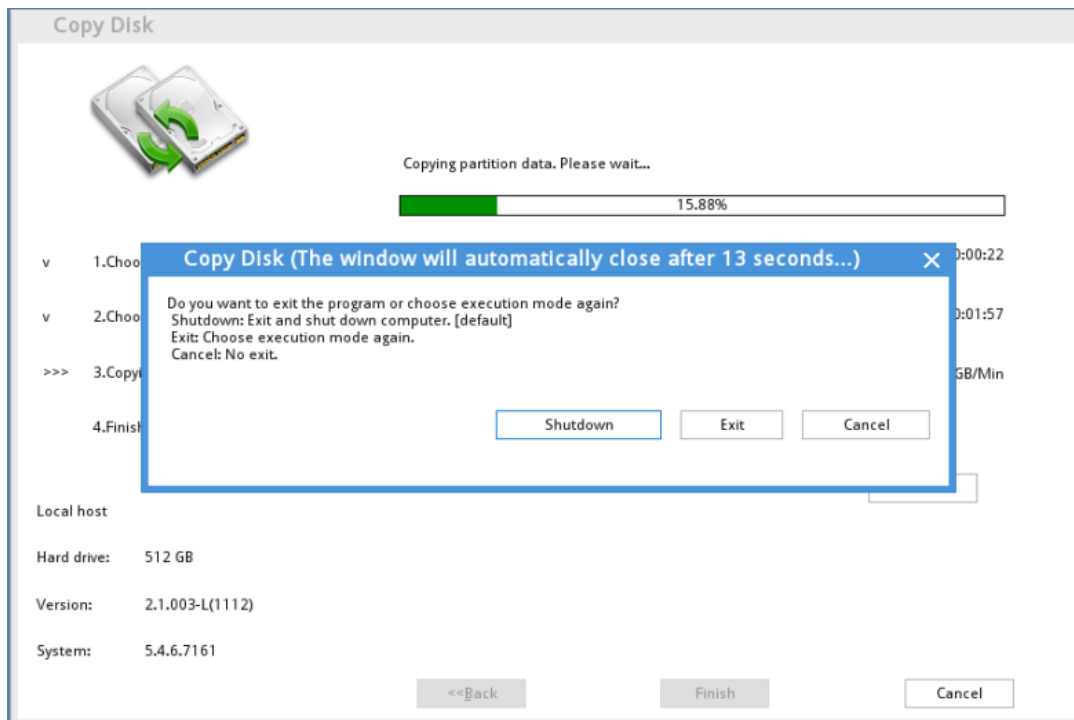 Copy Disk
Copying partition data. Please wait...
15.88%
Copy Disk (The window will automatically close after 13 seconds...)
Do you want to exit the program or choose execution mode again?
Shutdown: Exit and shut down computer. [default]
Exit: Choose execution mode again.
Cancel: No exit.
Shutdown Exit Cancel
v 1.Choo :00:22
v 2.Choo :01:57
>>> 3.Copyi GB/Min
4.Finish
Local host
Hard drive: 512 GB
Version: 2.1.003-L(1112)
System: 5.4.6.7161
<<Back Finish Cancel